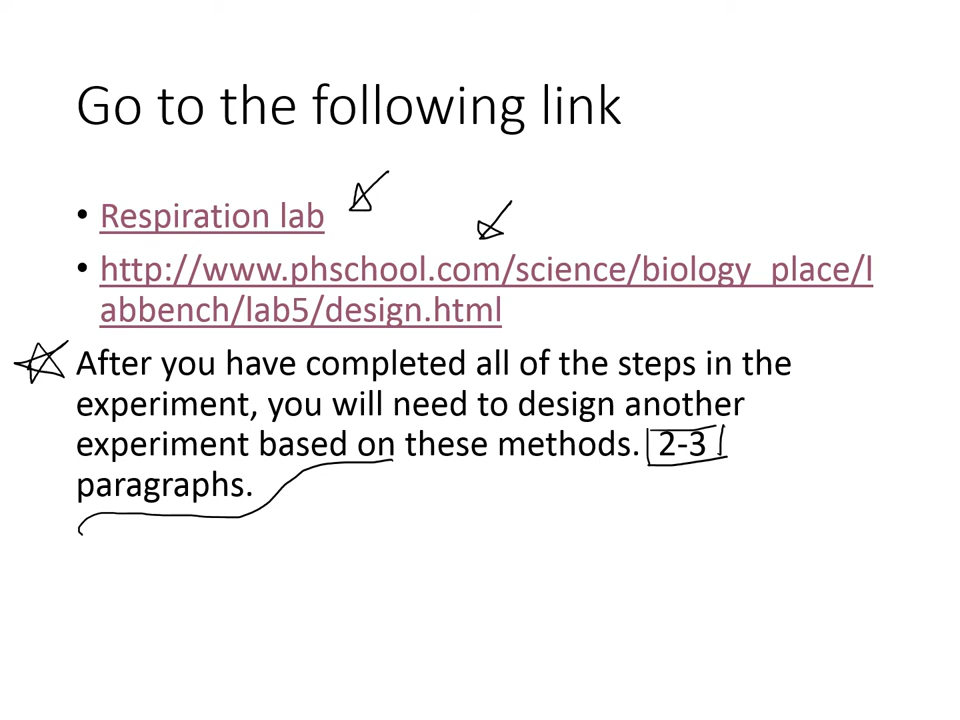 Go to the following link
• Respiration lab
• http://www.phschool.com/science/biology_place/l
abbench/lab5/design.html
After you have completed all of the steps in the
experiment, you will need to design another
experiment based on these methods. 2-3
paragraphs.